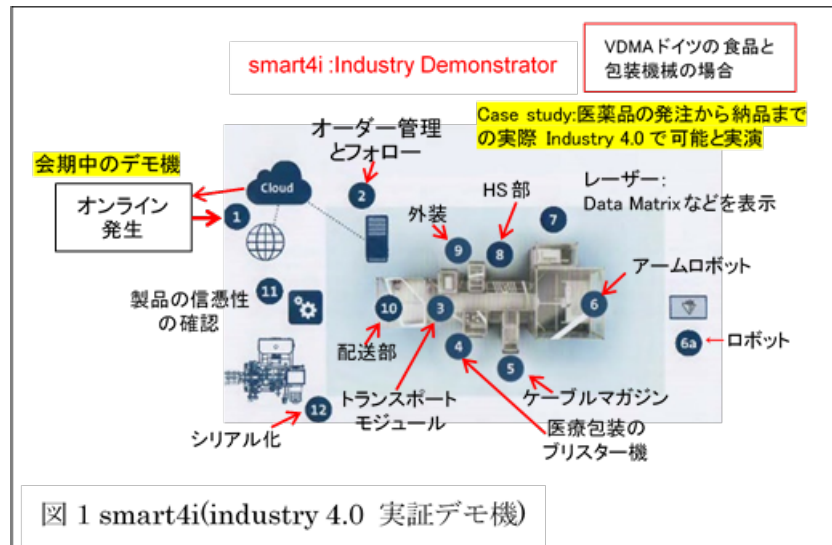 smart4i :Industry Demonstrator
VDMAドイツの食品と
包装機械の場合
Case study:医薬品の発注から納品まで
の実際 Industry 4.0で可能と実演
会期中のデモ機
オーダー管理
とフォロー
Cloud
オンライン
発生
1
2
外装
HS部
レーザー:
Data Matrixなどを表示
7
9
8
アームロボット
製品の信憑性
の確認
11
10
3
6
配送部
4
5
6a
ロボット
トランスポート
モジュール
ケーブルマガジン
医療包装の
ブリスター機
12
シリアル化
図 1 smart4i(industry 4.0 実証デモ機)